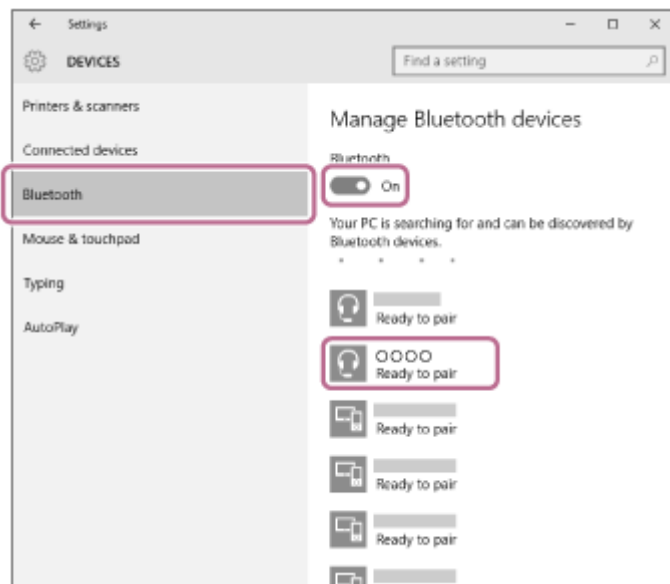 Settings
DEVICES
Find a setting
Printers & scanners
Connected devices
Bluetooth
Mouse & touchpad
Typing
AutoPlay
Manage Bluetooth devices
Bluetooth
On
Your PC is searching for and can be discovered by
Bluetooth devices.
Ready to pair
OOOO
Ready to pair
Ready to pair
Ready to pair
Ready to pair